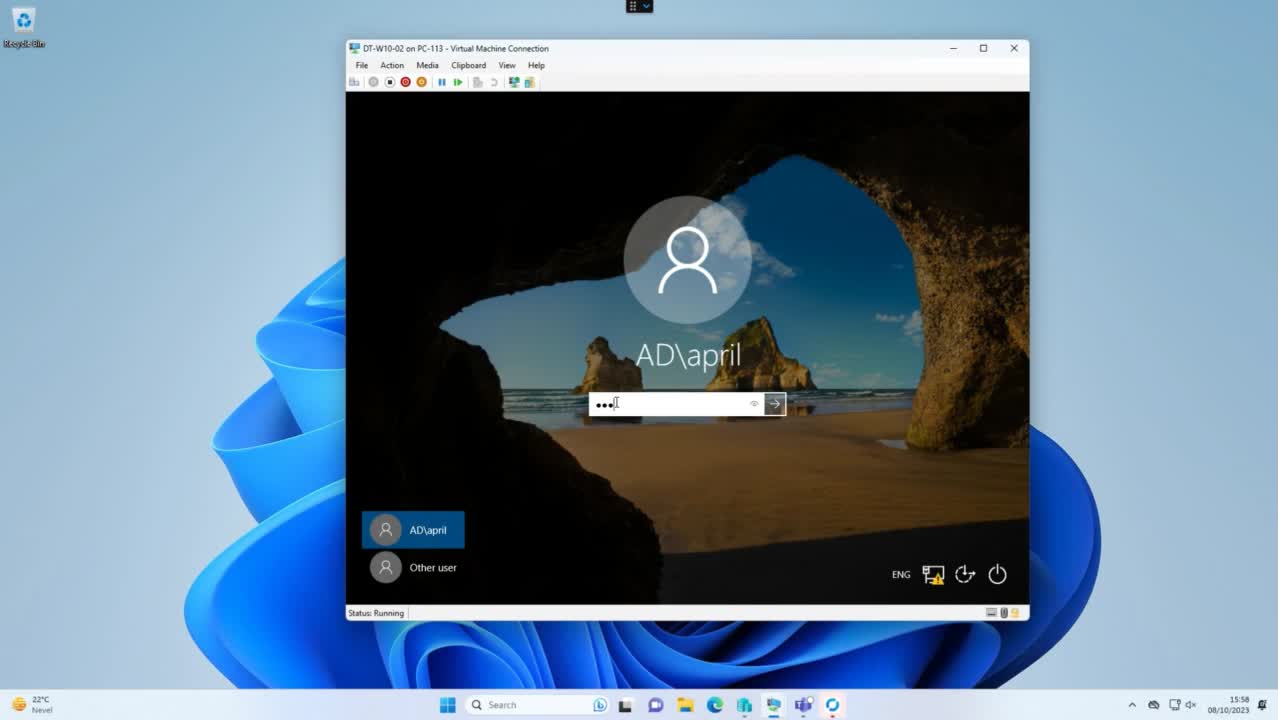 Recycle Bin
DT-W10-02 on PC-113 - Virtual Machine Connection
File Action Media Clipboard View Help
AD\april
AD\april
Other user
ENG
Status: Running
22°C
Nevel
Search
15:58
08/10/2023